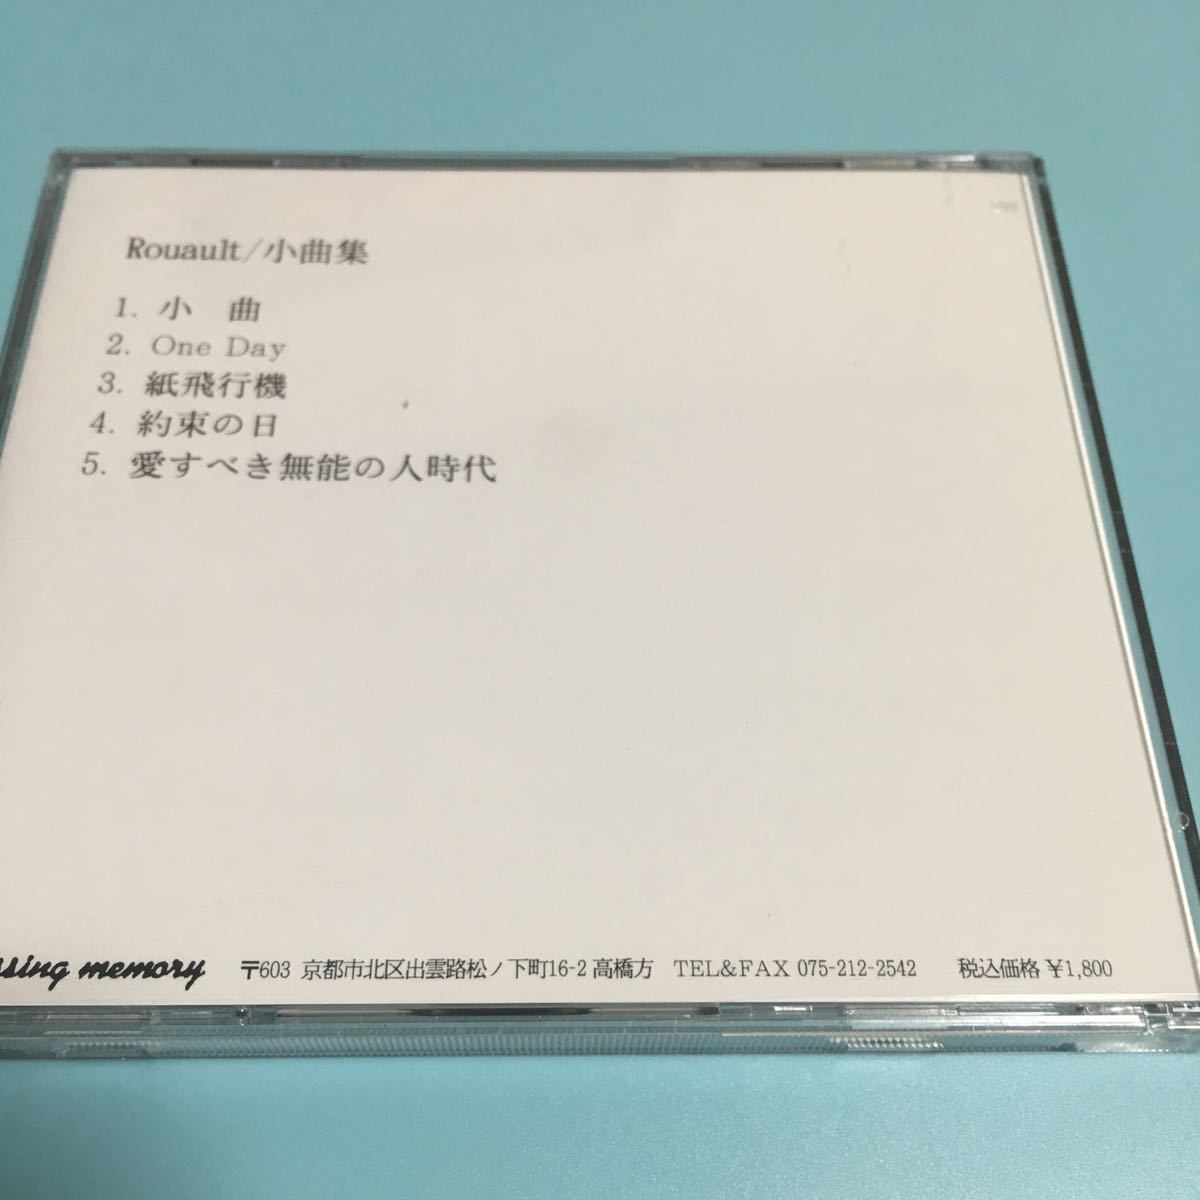 Rouault/小曲集
1. 小　曲
2. One Day
3. 紙飛行機
4. 約束の日
5. 愛すべき無能の人時代
memory 〒603 京都市北区出雲路松ノ下町16-2 高橋方 TEL&FAX 075-212-2542 税込価格 ¥1,800